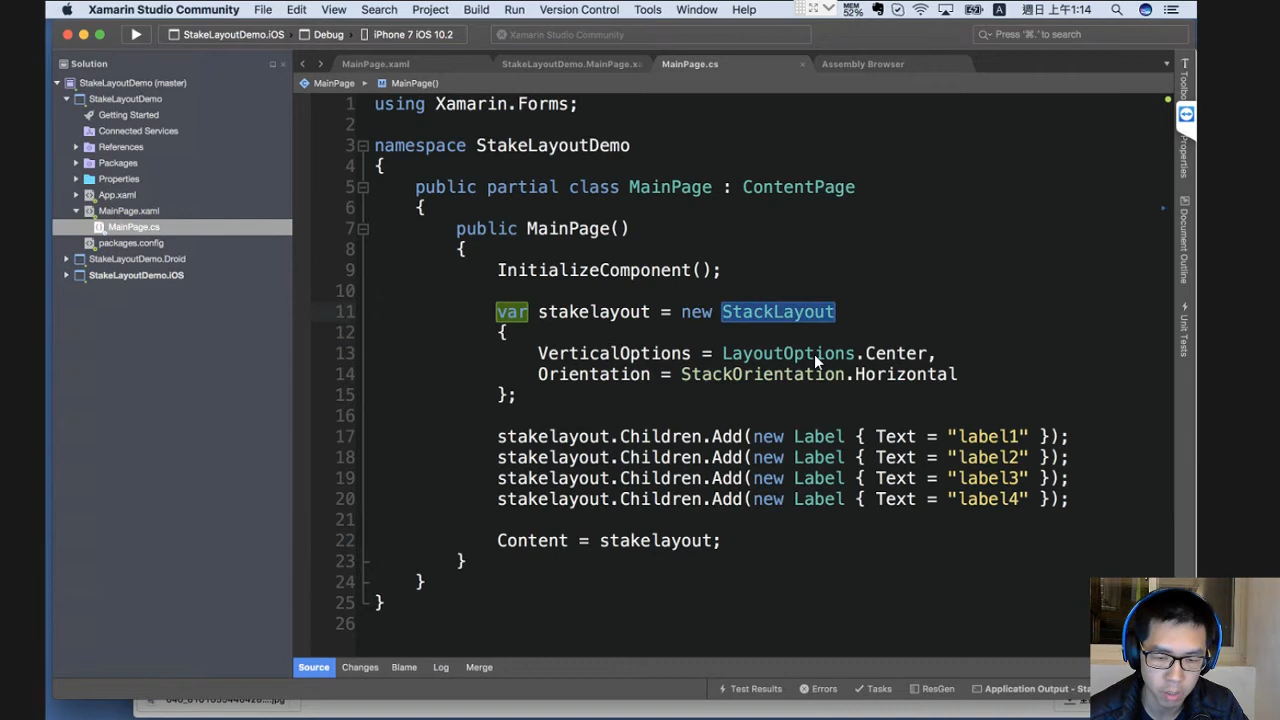 Xamarin Studio Community File Edit View Search Project Build Run Version Control Tools Window Help MEM 52% A 週日上午1:14
StakeLayoutDemo.iOS Debug iPhone 7 iOS 10.2 Xamarin Studio Community Press '⌘.' to search
Solution
StakeLayoutDemo (master)
StakeLayoutDemo
Getting Started
Connected Services
References
Packages
Properties
App.xaml
MainPage.xaml
MainPage.cs
packages.config
StakeLayoutDemo.Droid
StakeLayoutDemo.iOS
MainPage.xaml StakeLayoutDemo.MainPage.xa... MainPage.cs Assembly Browser
MainPage MainPage()
1 using Xamarin.Forms;
2
3 namespace StakeLayoutDemo
4 {
5 public partial class MainPage : ContentPage
6 {
7 public MainPage()
8 {
9 InitializeComponent();
10
11 var stakelayout = new StackLayout
12 {
13 VerticalOptions = LayoutOptions.Center,
14 Orientation = StackOrientation.Horizontal
15 };
16
17 stakelayout.Children.Add(new Label { Text = "label1" });
18 stakelayout.Children.Add(new Label { Text = "label2" });
19 stakelayout.Children.Add(new Label { Text = "label3" });
20 stakelayout.Children.Add(new Label { Text = "label4" });
21
22 Content = stakelayout;
23 }
24 }
25 }
26
Toolbox
Properties
Document Outline
Unit Tests
Source Changes Blame Log Merge
Test Results Errors Tasks ResGen Application Output - Sta